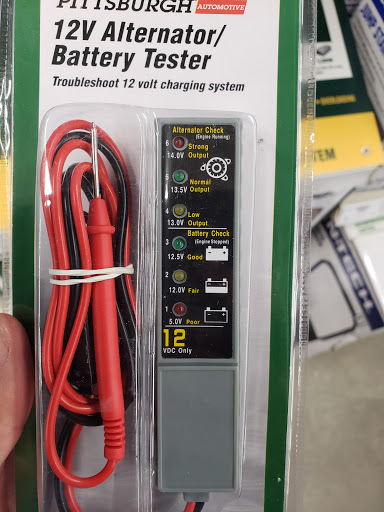 PITTSBURGH AUTOMOTIVE
12V Alternator/
Battery Tester
Troubleshoot 12 volt charging system
Alternator Check
(Engine Running)
6 Strong
14.0V Output
5 Normal
13.5V Output
4 Low
13.0V Output
Battery Check
3 (Engine Stopped)
12.5V Good
2
12.0V Fair
1
5.0V Poor
12
VDC Only